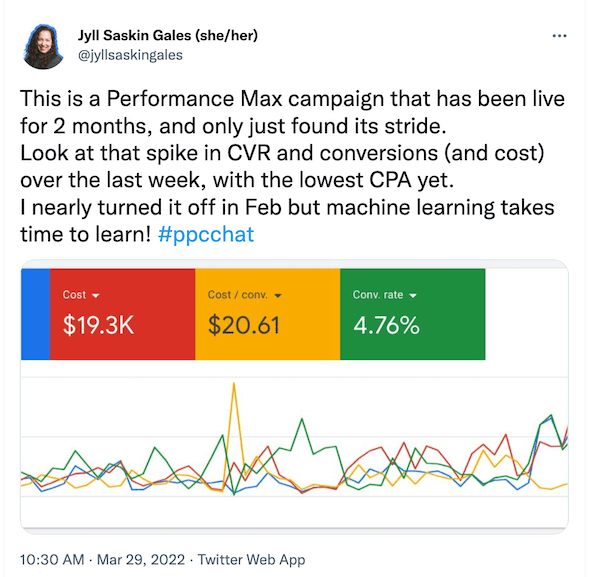 Jyll Saskin Gales (she/her)
@jyllsaskingales
This is a Performance Max campaign that has been live
for 2 months, and only just found its stride.
Look at that spike in CVR and conversions (and cost)
over the last week, with the lowest CPA yet.
I nearly turned it off in Feb but machine learning takes
time to learn! #ppcchat
Cost
Cost / conv.
Conv. rate
$19.3K
$20.61
4.76%
10:30 AM · Mar 29, 2022 · Twitter Web App